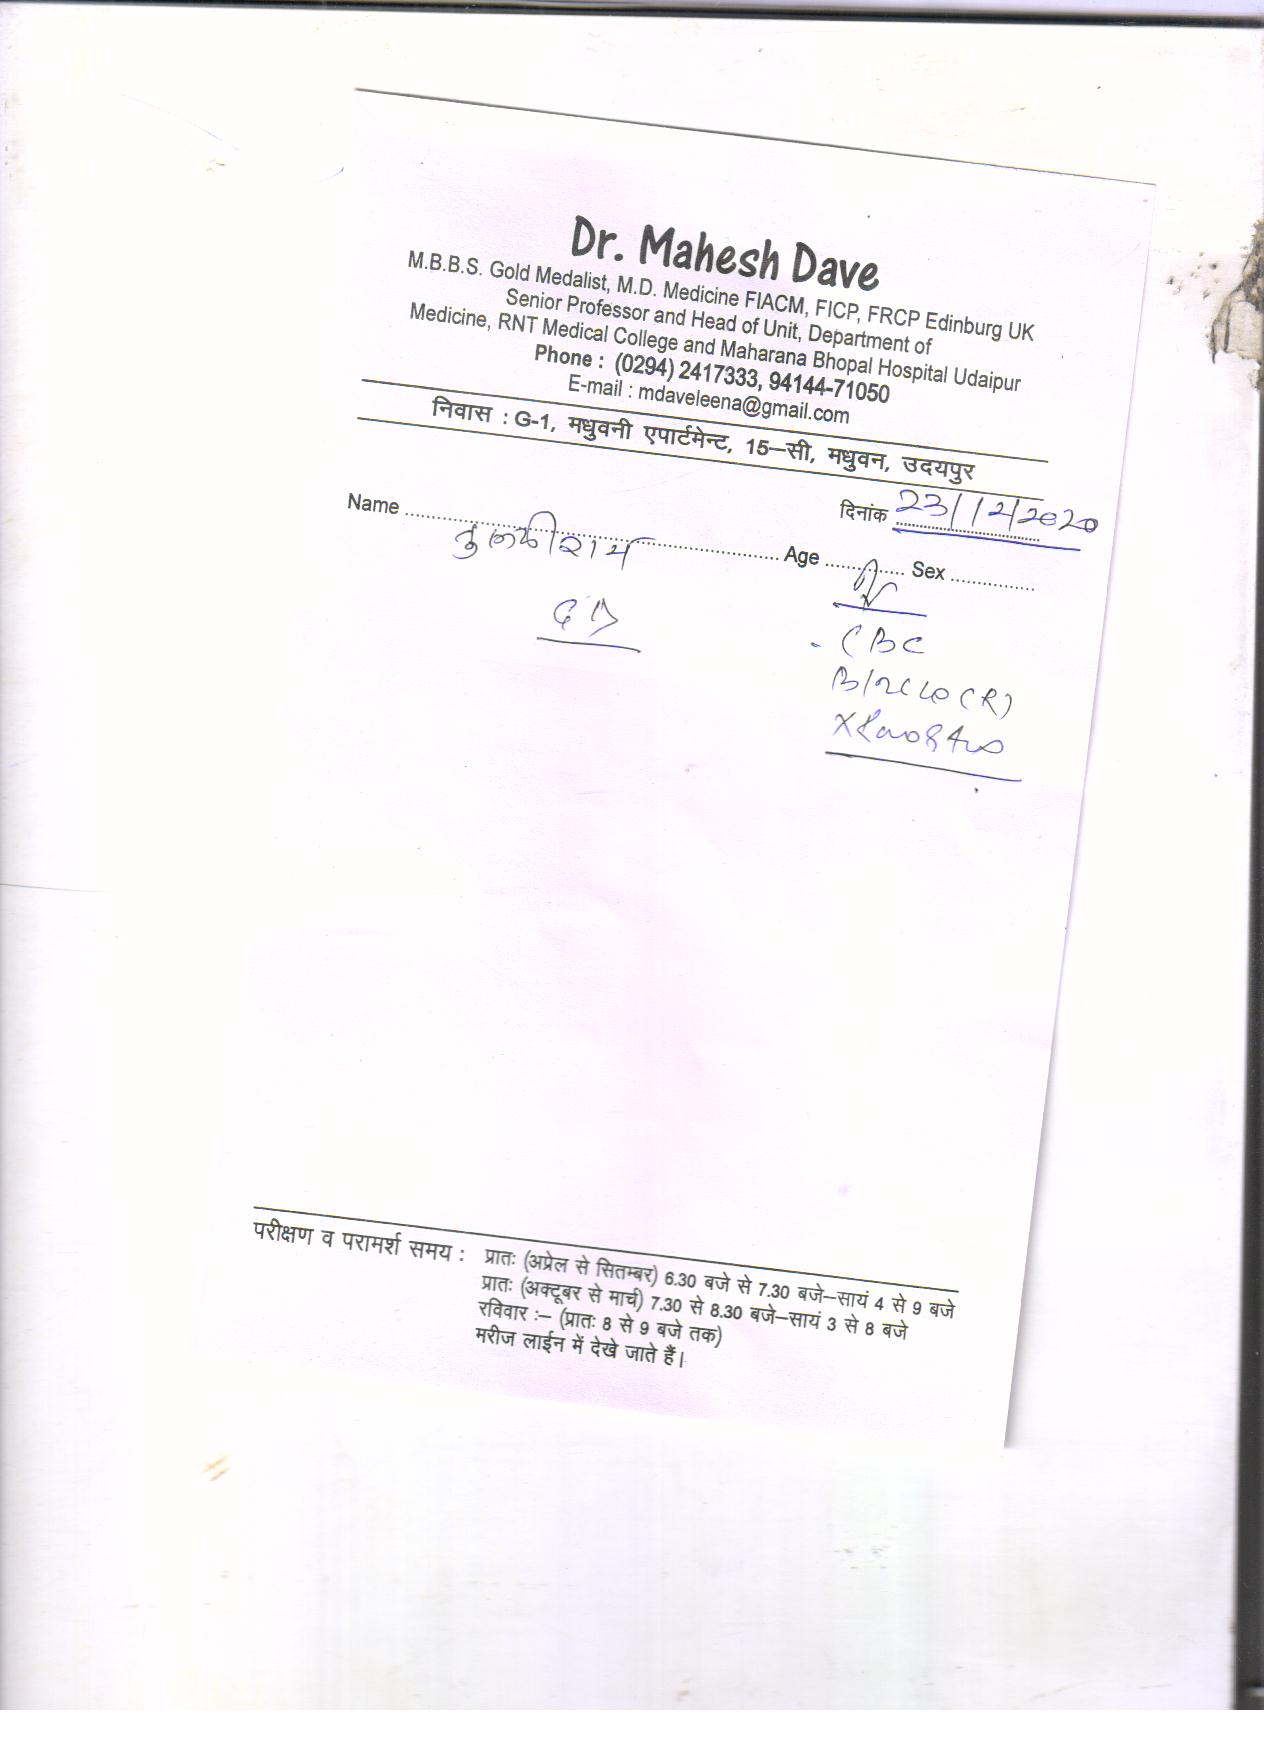 Dr. Mahesh Dave
M.B.B.S. Gold Medalist, M.D. Medicine FIACM, FICP, FRCP Edinburg UK
Senior Professor and Head of Unit, Department of
Medicine, RNT Medical College and Maharana Bhopal Hospital Udaipur
Phone : (0294) 2417333, 94144-71050
E-mail : mdaveleena@gmail.com
निवास : G-1, मधुवनी एपार्टमेन्ट, 15–सी, मधुवन, उदयपुर
दिनांक 23/12/2020
Name ........ Age ........ Sex ........
CBC
परीक्षण व परामर्श समय : प्रातः (अप्रेल से सितम्बर) 6.30 बजे से 7.30 बजे–सायं 4 से 9 बजे
प्रातः (अक्टूबर से मार्च) 7.30 से 8.30 बजे–सायं 3 से 8 बजे
रविवार :– (प्रातः 8 से 9 बजे तक)
मरीज लाईन में देखे जाते हैं।